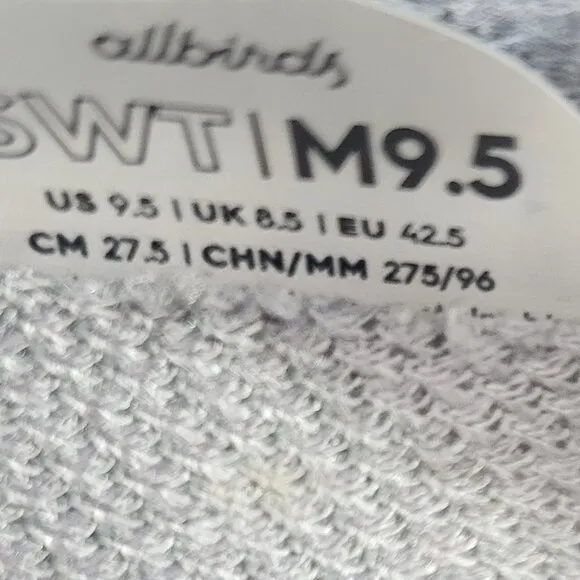 allbirds
SWT | M9.5
US 9.5 | UK 8.5 | EU 42.5
CM 27.5 | CHN/MM 275/96